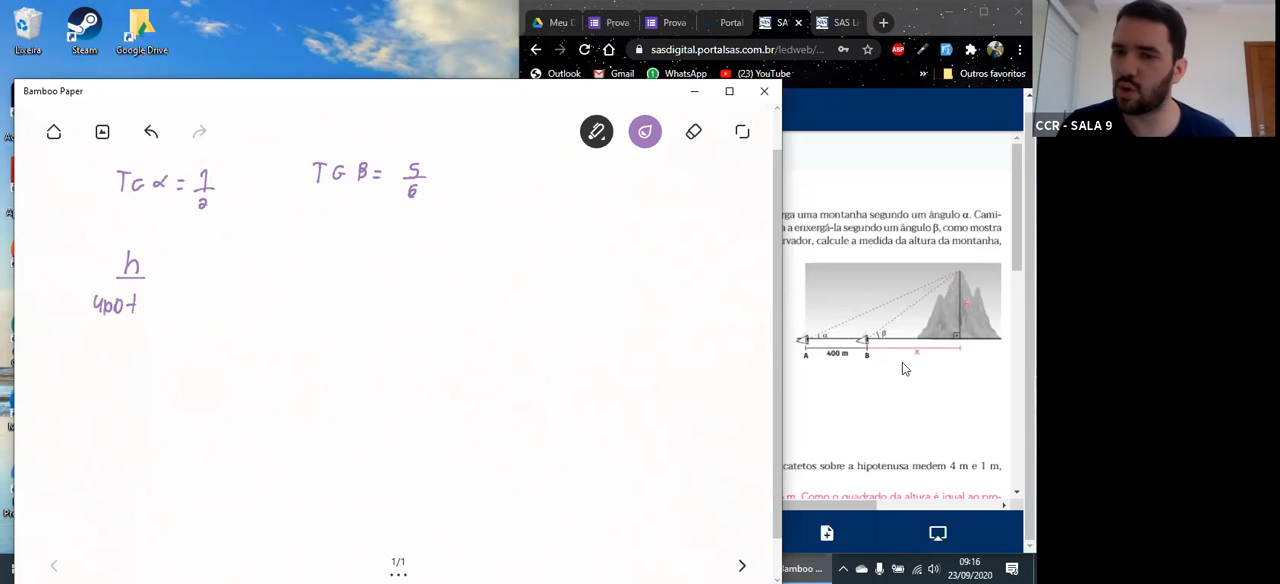 Lixeira
Steam
Google Drive
Meu D
Prova
Prova
Portal
SA
SAS Li
sasdigital.portalsas.com.br/ledweb/...
ABP
Outlook
Gmail
WhatsApp
(23) YouTube
»
Outros favoritos
CCR - SALA 9
Bamboo Paper
TG α = 1/2
TG β = 5/6
h
400+
rga uma montanha segundo um ângulo α. Cami-
a a enxergá-la segundo um ângulo β, como mostra
rvador, calcule a medida da altura da montanha,
α
β
h
A
400 m
B
x
catetos sobre a hipotenusa medem 4 m e 1 m,
m. Como o quadrado da altura é igual ao pro-
1/1
Bamboo ...
09:16
23/09/2020